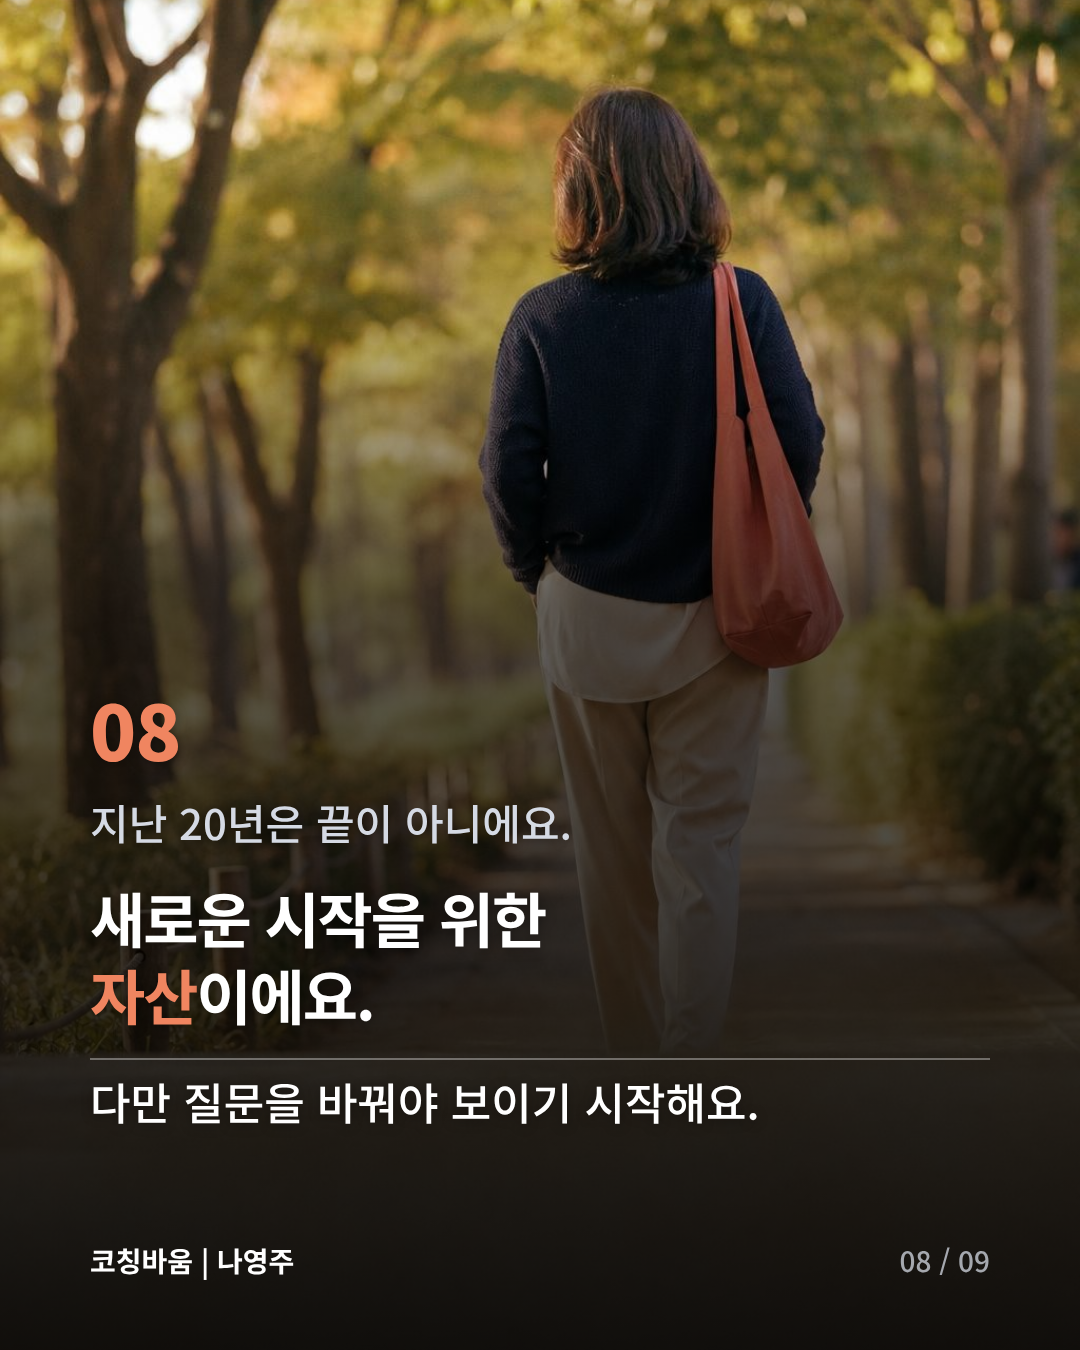 08
지난 20년은 끝이 아니에요.
새로운 시작을 위한
자산이에요.
다만 질문을 바꿔야 보이기 시작해요.
코칭바움 | 나영주
08 / 09